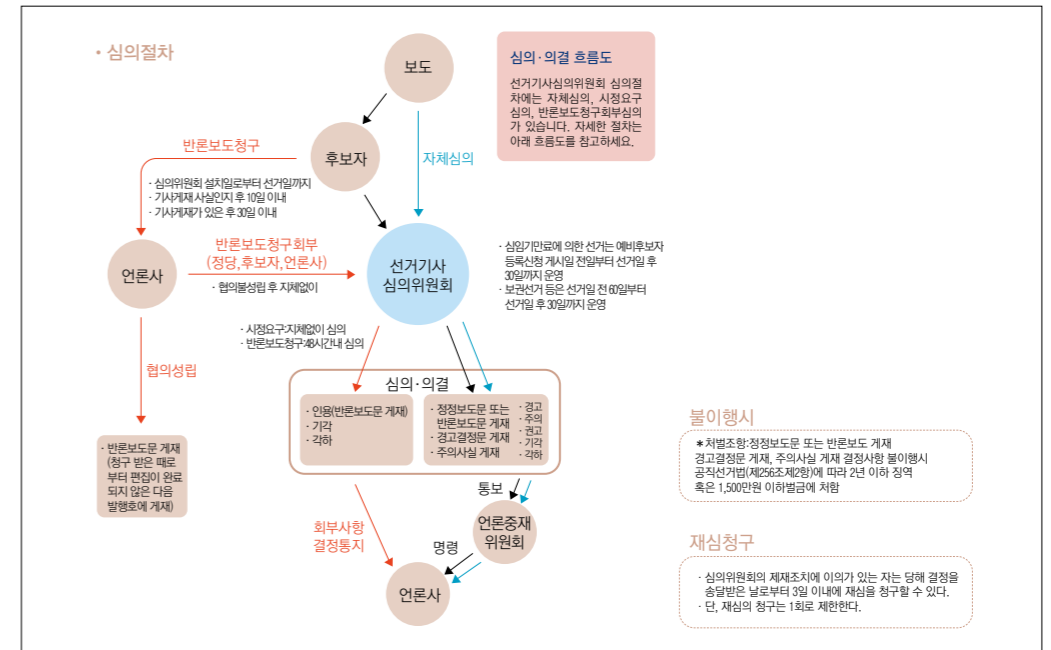 · 심의절차
보도
심의·의결 흐름도
선거기사심의위원회 심의절
차에는 자체심의, 시정요구
심의, 반론보도청구회부심의
가 있습니다. 자세한 절차는
아래 흐름도를 참고하세요.
반론보도청구
후보자
자체심의
· 심의위원회 설치일로부터 선거일까지
· 기사게재 사실인지 후 10일 이내
· 기사게재가 있은 후 30일 이내
언론사
반론보도청구회부
(정당,후보자,언론사)
· 협의불성립 후 지체없이
선거기사
심의위원회
· 심임기만료에 의한 선거는 예비후보자
등록신청 게시일 전일부터 선거일 후
30일까지 운영
· 보권선거 등은 선거일 전 60일부터
선거일 후 30일까지 운영
· 시정요구:지체없이 심의
· 반론보도청구:48시간내 심의
협의성립
심의·의결
· 인용(반론보도문 게재)
· 기각
· 각하
· 정정보도문 또는
반론보도문 게재
· 경고결정문 게재
· 주의사실 게재
· 경고
· 주의
· 권고
· 기각
· 각하
· 반론보도문 게재
(청구 받은 때로
부터 편집이 완료
되지 않은 다음
발행호에 게재)
불이행시
*처벌조항:정정보도문 또는 반론보도 게재
경고결정문 게재, 주의사실 게재 결정사항 불이행시
공직선거법(제256조제2항)에 따라 2년 이하 징역
혹은 1,500만원 이하벌금에 처함
통보
언론중재
위원회
회부사항
결정통지
명령
언론사
재심청구
· 심의위원회의 제재조치에 이의가 있는 자는 당해 결정을
송달받은 날로부터 3일 이내에 재심을 청구할 수 있다.
· 단, 재심의 청구는 1회로 제한한다.